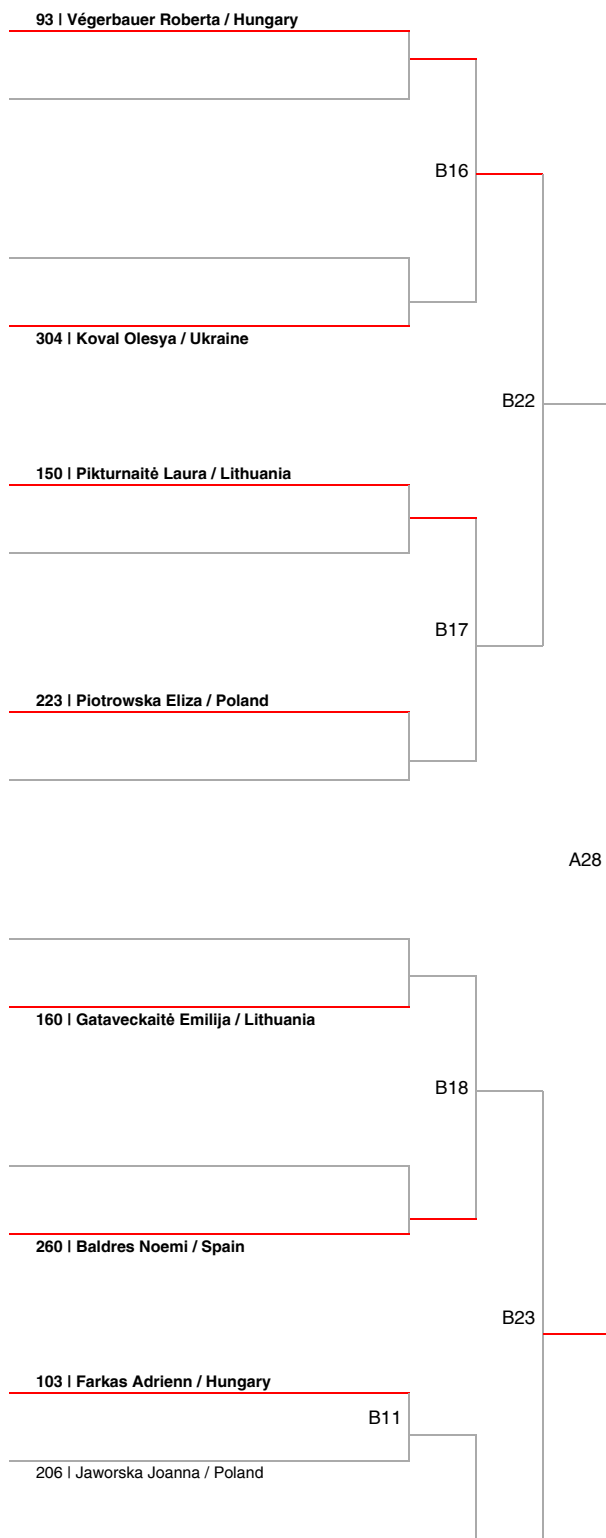 93 | Végerbauer Roberta / Hungary
B16
304 | Koval Olesya / Ukraine
B22
150 | Pikturnaitė Laura / Lithuania
B17
223 | Piotrowska Eliza / Poland
A28
160 | Gataveckaitė Emilija / Lithuania
B18
260 | Baldres Noemi / Spain
B23
103 | Farkas Adrienn / Hungary
B11
206 | Jaworska Joanna / Poland